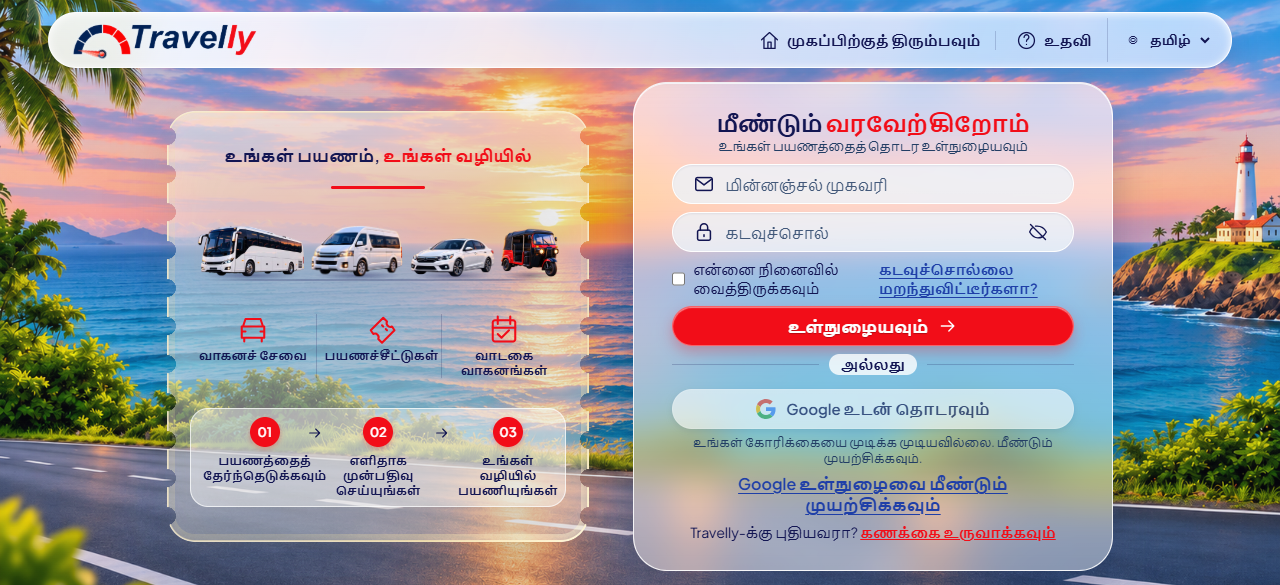 Travelly
முகப்பிற்குத் திரும்பவும்
உதவி
தமிழ்
உங்கள் பயணம், உங்கள் வழியில்
வாகனச் சேவை
பயணச்சீட்டுகள்
வாடகை
வாகனங்கள்
01
02
03
பயணத்தைத்
தேர்ந்தெடுக்கவும்
எளிதாக
முன்பதிவு
செய்யுங்கள்
உங்கள்
வழியில்
பயணியுங்கள்
மீண்டும் வரவேற்கிறோம்
உங்கள் பயணத்தைத் தொடர உள்நுழையவும்
மின்னஞ்சல் முகவரி
கடவுச்சொல்
என்னை நினைவில்
வைத்திருக்கவும்
கடவுச்சொல்லை
மறந்துவிட்டீர்களா?
உள்நுழையவும்
அல்லது
Google உடன் தொடரவும்
உங்கள் கோரிக்கையை முடிக்க முடியவில்லை. மீண்டும்
முயற்சிக்கவும்.
Google உள்நுழைவை மீண்டும்
முயற்சிக்கவும்
Travelly-க்கு புதியவரா? கணக்கை உருவாக்கவும்